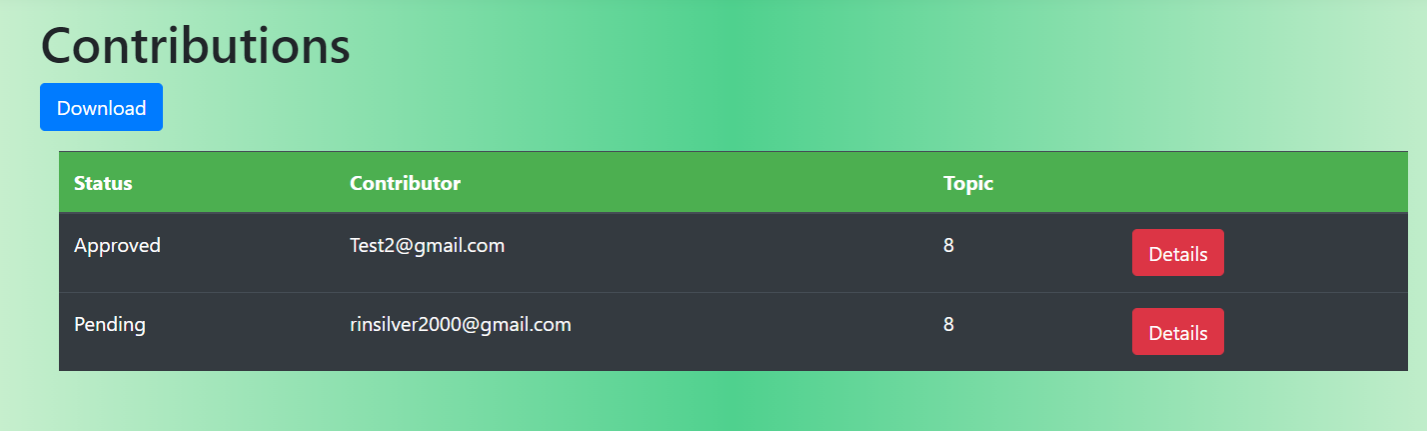 Contributions
Download
Status Contributor Topic
Approved Test2@gmail.com 8 Details
Pending rinsilver2000@gmail.com 8 Details